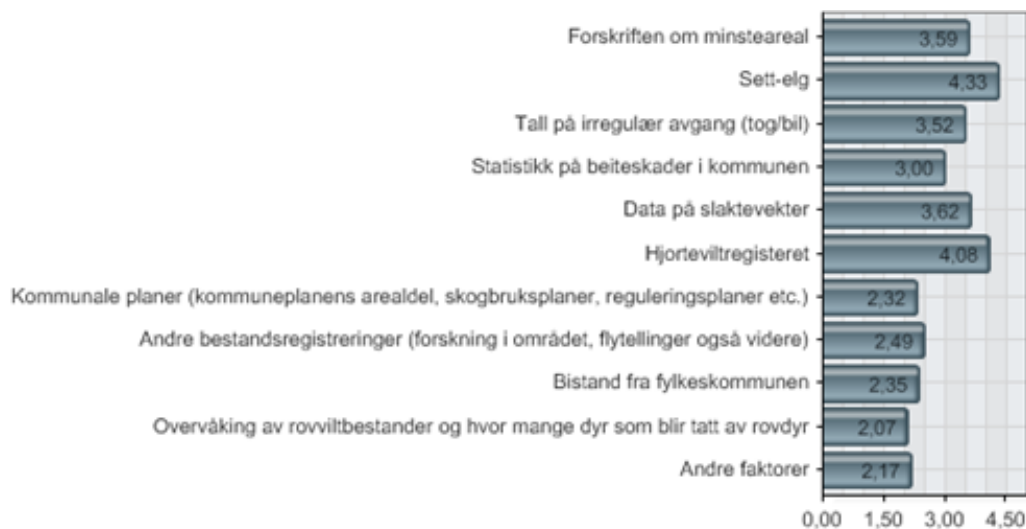 Forskriften om minsteareal 3,59
Sett-elg 4,33
Tall på irregulær avgang (tog/bil) 3,52
Statistikk på beiteskader i kommunen 3,00
Data på slaktevekter 3,62
Hjorteviltregisteret 4,08
Kommunale planer (kommuneplanens arealdel, skogbruksplaner, reguleringsplaner etc.) 2,32
Andre bestandsregistreringer (forskning i området, flytellinger også videre) 2,49
Bistand fra fylkeskommunen 2,35
Overvåking av rovviltbestander og hvor mange dyr som blir tatt av rovdyr 2,07
Andre faktorer 2,17
0,00 1,50 3,00 4,50